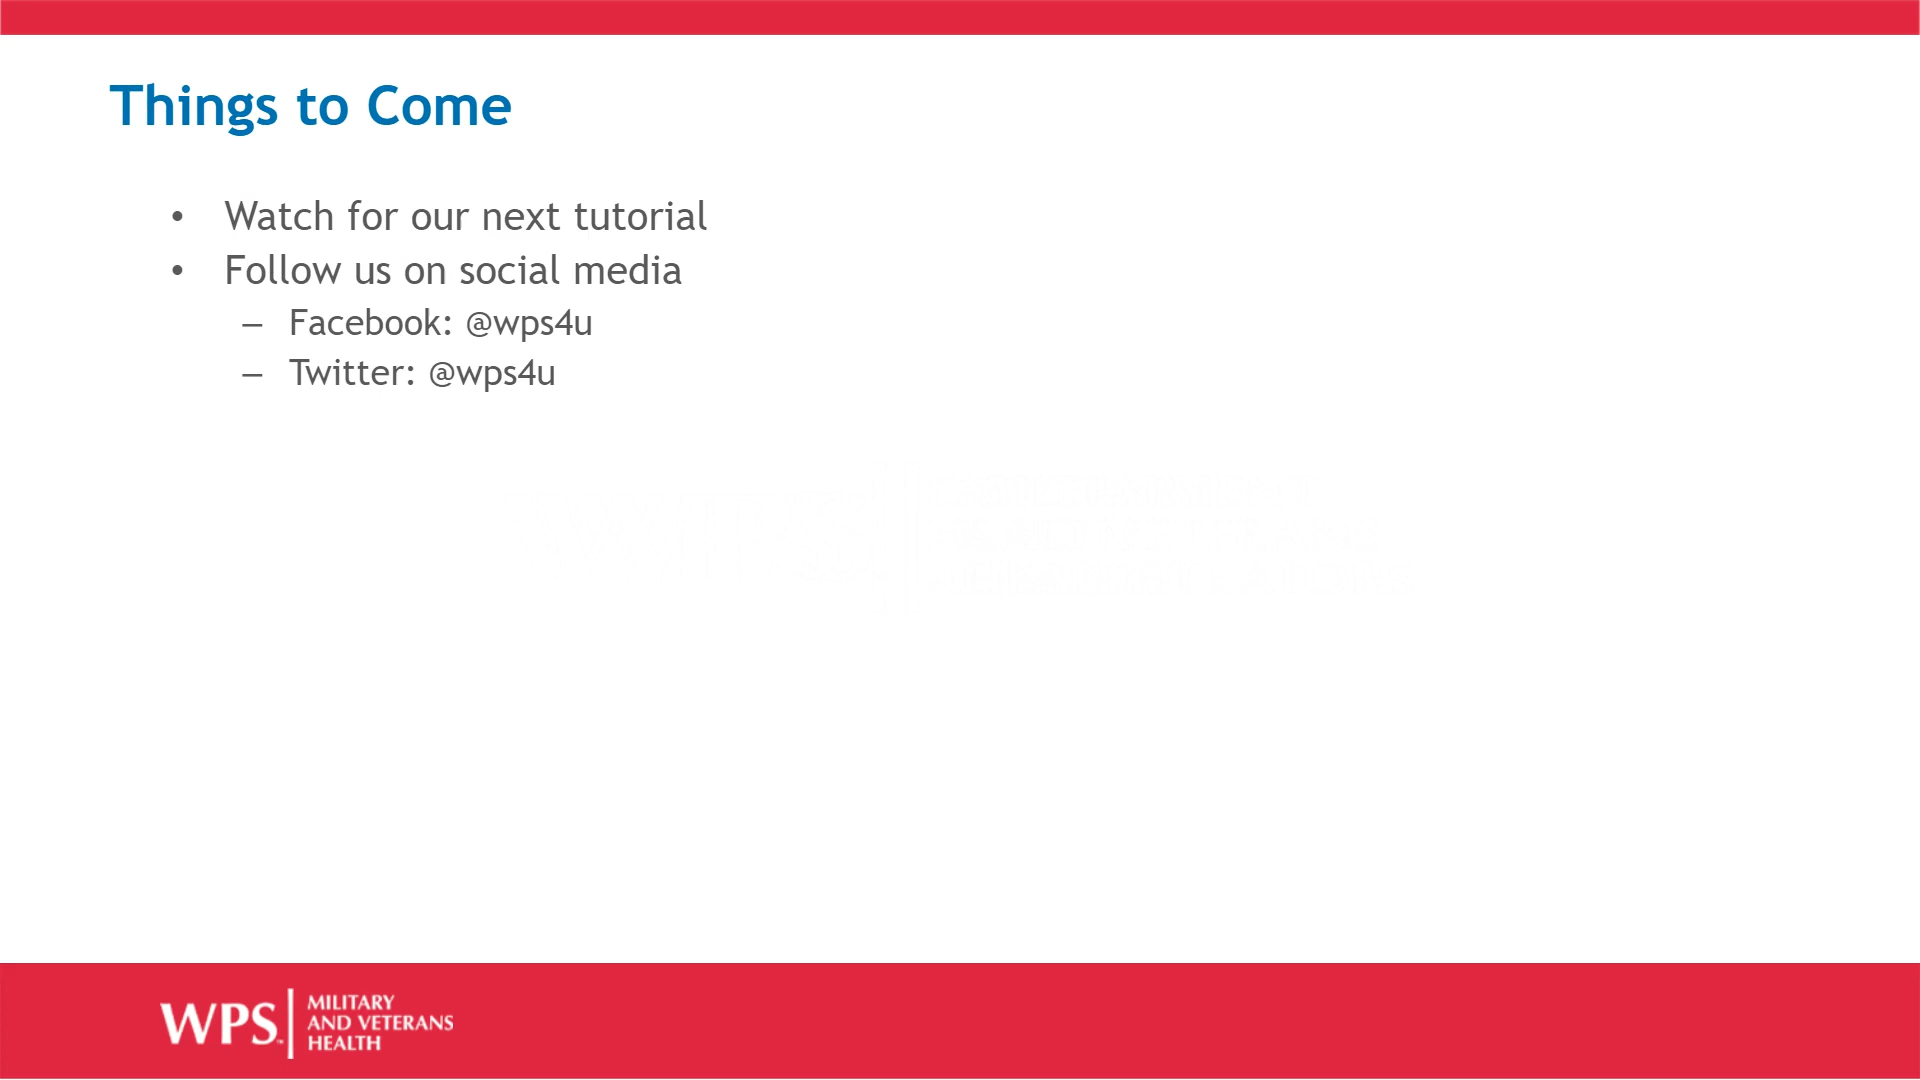 Things to Come
• Watch for our next tutorial
• Follow us on social media
– Facebook: @wps4u
– Twitter: @wps4u
WPS™ MILITARY
AND VETERANS
HEALTH